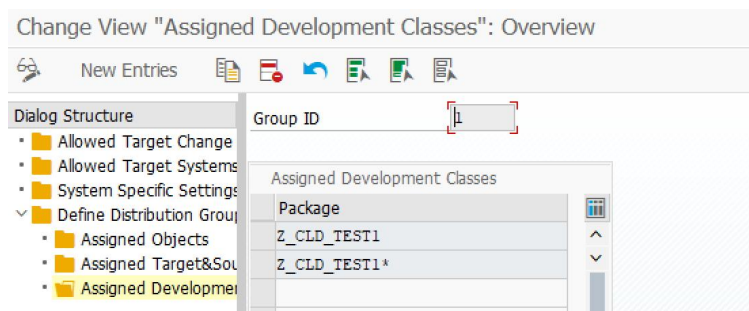 Change View "Assigned Development Classes": Overview
New Entries
Dialog Structure
Allowed Target Change
Allowed Target Systems
System Specific Settings
Define Distribution Group
Assigned Objects
Assigned Target&Sou
Assigned Developmer
Group ID 1
Assigned Development Classes
Package
Z_CLD_TEST1
Z_CLD_TEST1*